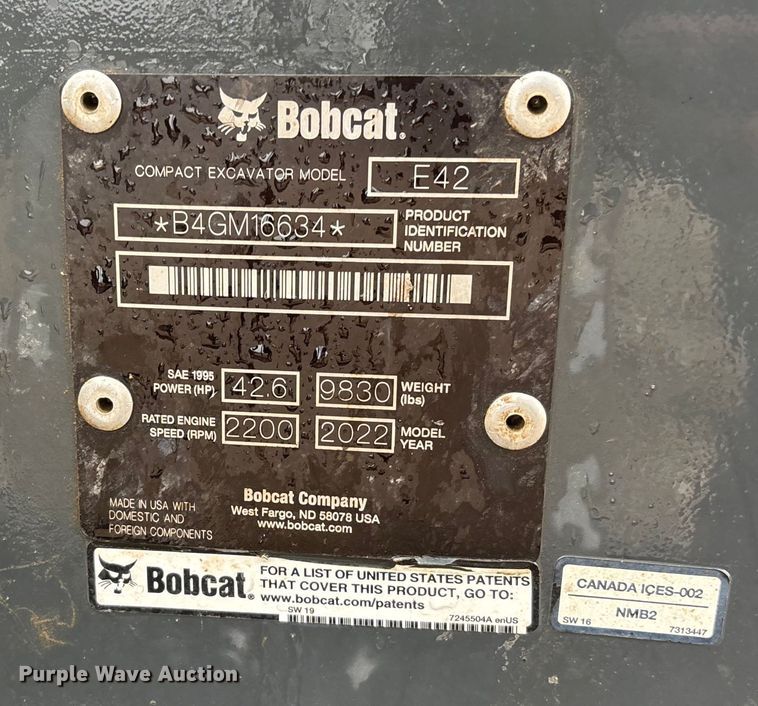 Bobcat.
COMPACT EXCAVATOR MODEL E42
*B4GM16634* PRODUCT IDENTIFICATION NUMBER
SAE 1995 POWER (HP) 42.6 9830 WEIGHT (lbs)
RATED ENGINE SPEED (RPM) 2200 2022 MODEL YEAR
MADE IN USA WITH
DOMESTIC AND
FOREIGN COMPONENTS
Bobcat Company
West Fargo, ND 58078 USA
www.bobcat.com
Bobcat.
FOR A LIST OF UNITED STATES PATENTS
THAT COVER THIS PRODUCT, GO TO:
www.bobcat.com/patents
SW 19 7245504A enUS
CANADA IÇES-002
NMB2
SW 16 7313447
Purple Wave Auction